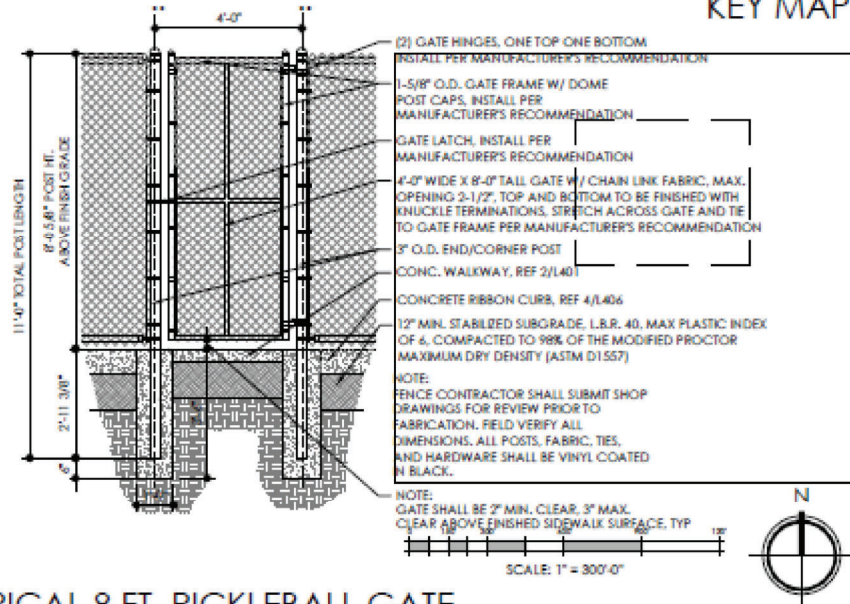 KEY MAP
4'-0"
(2) GATE HINGES, ONE TOP ONE BOTTOM
INSTALL PER MANUFACTURER'S RECOMMENDATION
1-5/8" O.D. GATE FRAME W/ DOME
POST CAPS, INSTALL PER
MANUFACTURER'S RECOMMENDATION
GATE LATCH, INSTALL PER
MANUFACTURER'S RECOMMENDATION
4'-0" WIDE X 8'-0" TALL GATE W/ CHAIN LINK FABRIC, MAX.
OPENING 2-1/2", TOP AND BOTTOM TO BE FINISHED WITH
KNUCKLE TERMINATIONS, STRETCH ACROSS GATE AND TIE
TO GATE FRAME PER MANUFACTURER'S RECOMMENDATION
3" O.D. END/CORNER POST
CONC. WALKWAY, REF 2/L401
CONCRETE RIBBON CURB, REF 4/L406
12" MIN. STABILIZED SUBGRADE, L.B.R. 40, MAX PLASTIC INDEX
OF 6, COMPACTED TO 98% OF THE MODIFIED PROCTOR
MAXIMUM DRY DENSITY (ASTM D1557)
NOTE:
FENCE CONTRACTOR SHALL SUBMIT SHOP
DRAWINGS FOR REVIEW PRIOR TO
FABRICATION. FIELD VERIFY ALL
DIMENSIONS. ALL POSTS, FABRIC, TIES,
AND HARDWARE SHALL BE VINYL COATED
IN BLACK.
NOTE:
GATE SHALL BE 2" MIN. CLEAR, 3" MAX.
CLEAR ABOVE FINISHED SIDEWALK SURFACE, TYP
11'-0" TOTAL POST LENGTH
8'-0 5/8" POST HT.
ABOVE FINISH GRADE
2'-11 3/8"
6"
N
SCALE: 1" = 300'-0"
PICAL 8 FT. PICKLEBALL GATE